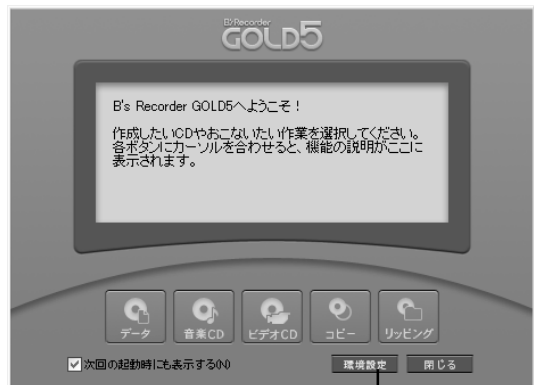 B's Recorder
GOLD5
B's Recorder GOLD5へようこそ！
作成したいCDやおこないたい作業を選択してください。
各ボタンにカーソルを合わせると、機能の説明がここに
表示されます。
データ
音楽CD
ビデオCD
コピー
リッピング
次回の起動時にも表示する(N)
環境設定
閉じる